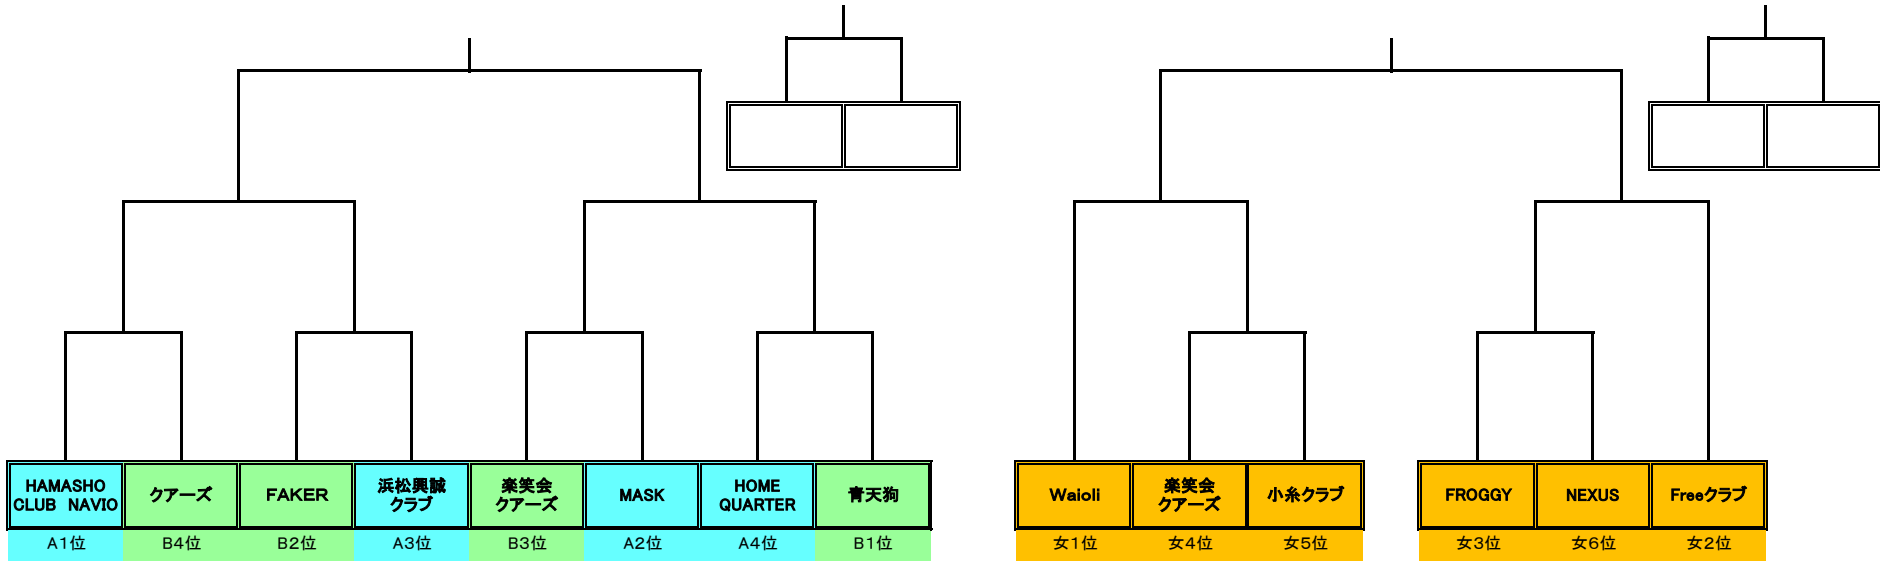 HAMASHO
CLUB　NAVIO
クアーズ
FAKER
浜松興誠
クラブ
楽笑会
クアーズ
MASK
HOME
QUARTER
青天狗
Waioli
楽笑会
クアーズ
小糸クラブ
FROGGY
NEXUS
Freeクラブ
A1位
B4位
B2位
A3位
B3位
A2位
A4位
B1位
女1位
女4位
女5位
女3位
女6位
女2位